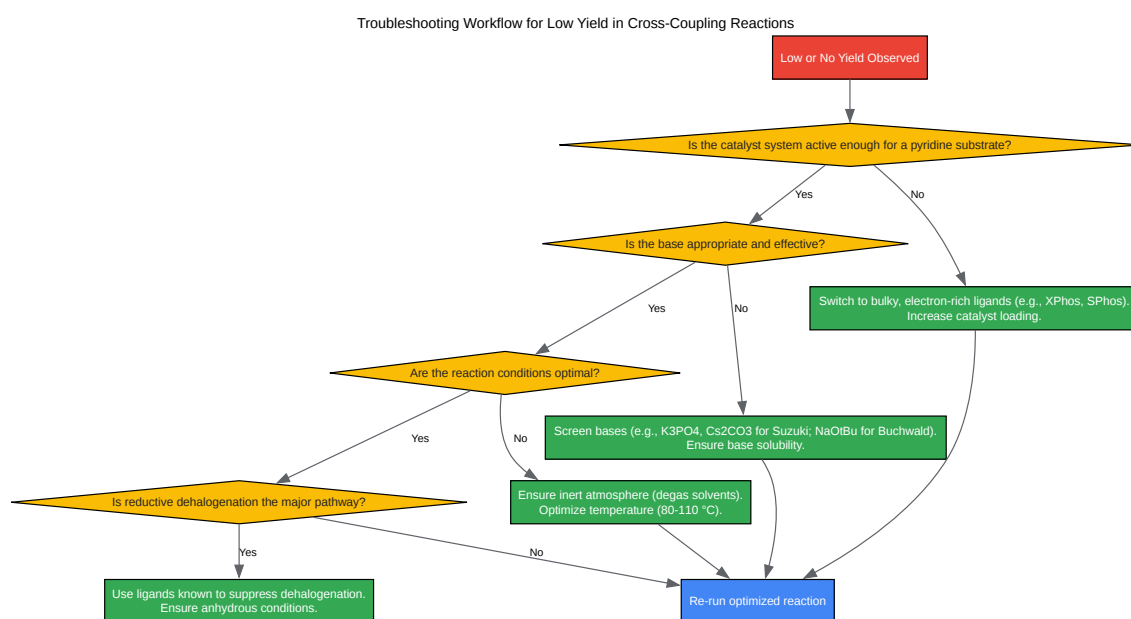 Troubleshooting Workflow for Low Yield in Cross-Coupling Reactions
Low or No Yield Observed
Is the catalyst system active enough for a pyridine substrate?
Yes
No
Is the base appropriate and effective?
Switch to bulky, electron-rich ligands (e.g., XPhos, SPhos).
Increase catalyst loading.
Yes
No
Are the reaction conditions optimal?
Screen bases (e.g., K3PO4, Cs2CO3 for Suzuki; NaOtBu for Buchwald).
Ensure base solubility.
Yes
No
Is reductive dehalogenation the major pathway?
Ensure inert atmosphere (degas solvents).
Optimize temperature (80-110 °C).
Yes
No
Use ligands known to suppress dehalogenation.
Ensure anhydrous conditions.
Re-run optimized reaction